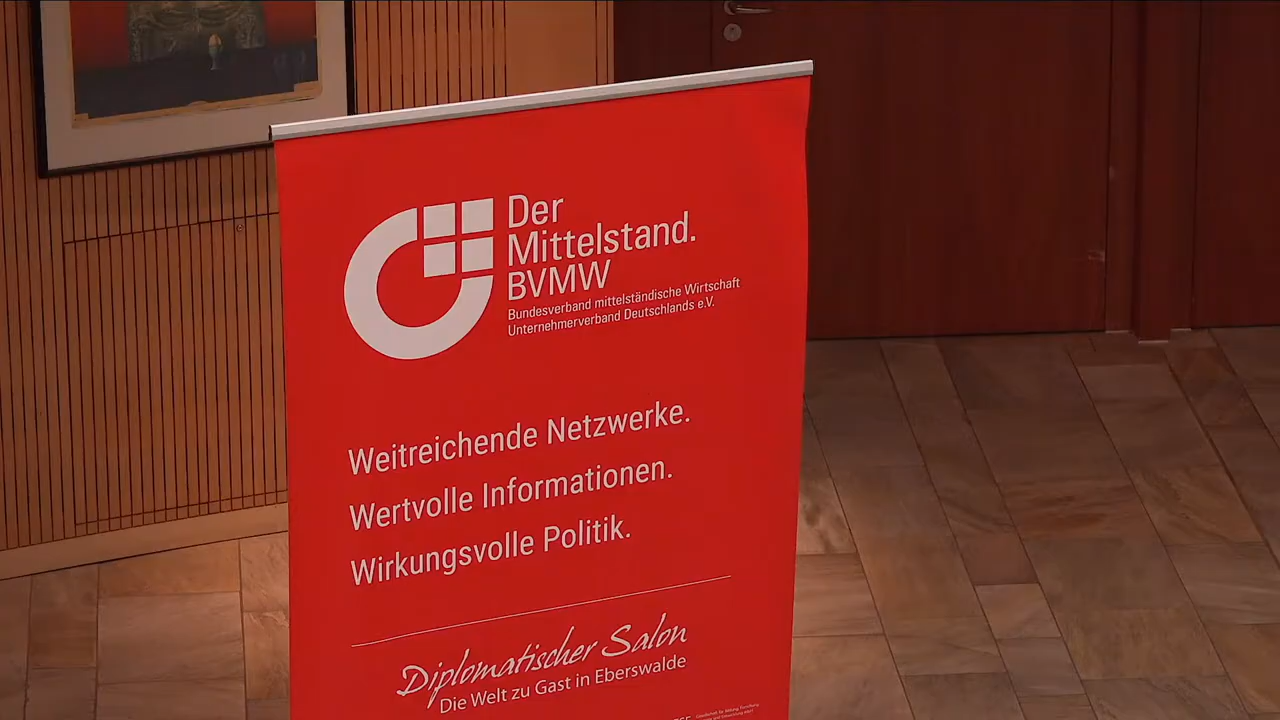 Der
Mittelstand.
BVMW
Bundesverband mittelständische Wirtschaft
Unternehmerverband Deutschlands e.V.
Weitreichende Netzwerke.
Wertvolle Informationen.
Wirkungsvolle Politik.
Diplomatischer Salon
Die Welt zu Gast in Eberswalde